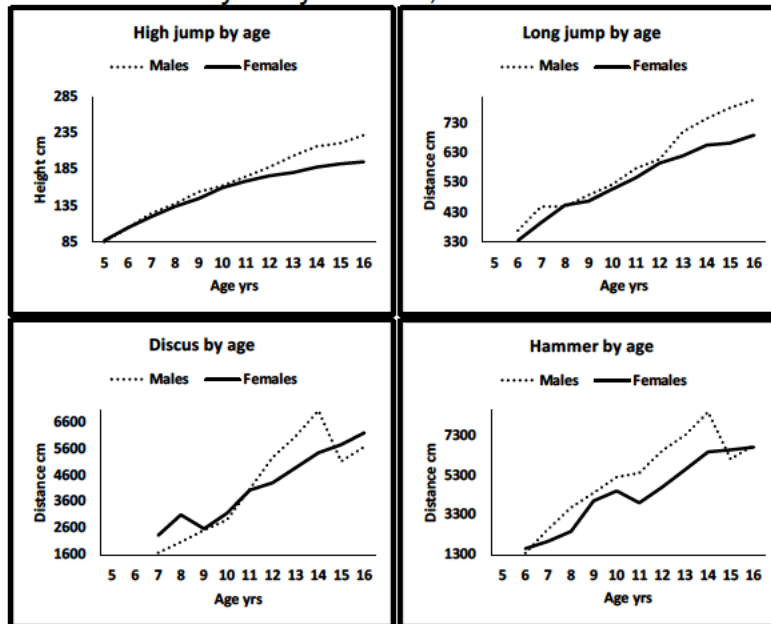 High jump by age
Males Females
285
235
185
135
85
Height cm
5 6 7 8 9 10 11 12 13 14 15 16
Age yrs
Long jump by age
Males Females
730
630
530
430
330
Distance cm
5 6 7 8 9 10 11 12 13 14 15 16
Age yrs
Discus by age
Males Females
6600
5600
4600
3600
2600
1600
Distance cm
5 6 7 8 9 10 11 12 13 14 15 16
Age yrs
Hammer by age
Males Females
7300
5300
3300
1300
Distance cm
5 6 7 8 9 10 11 12 13 14 15 16
Age yrs